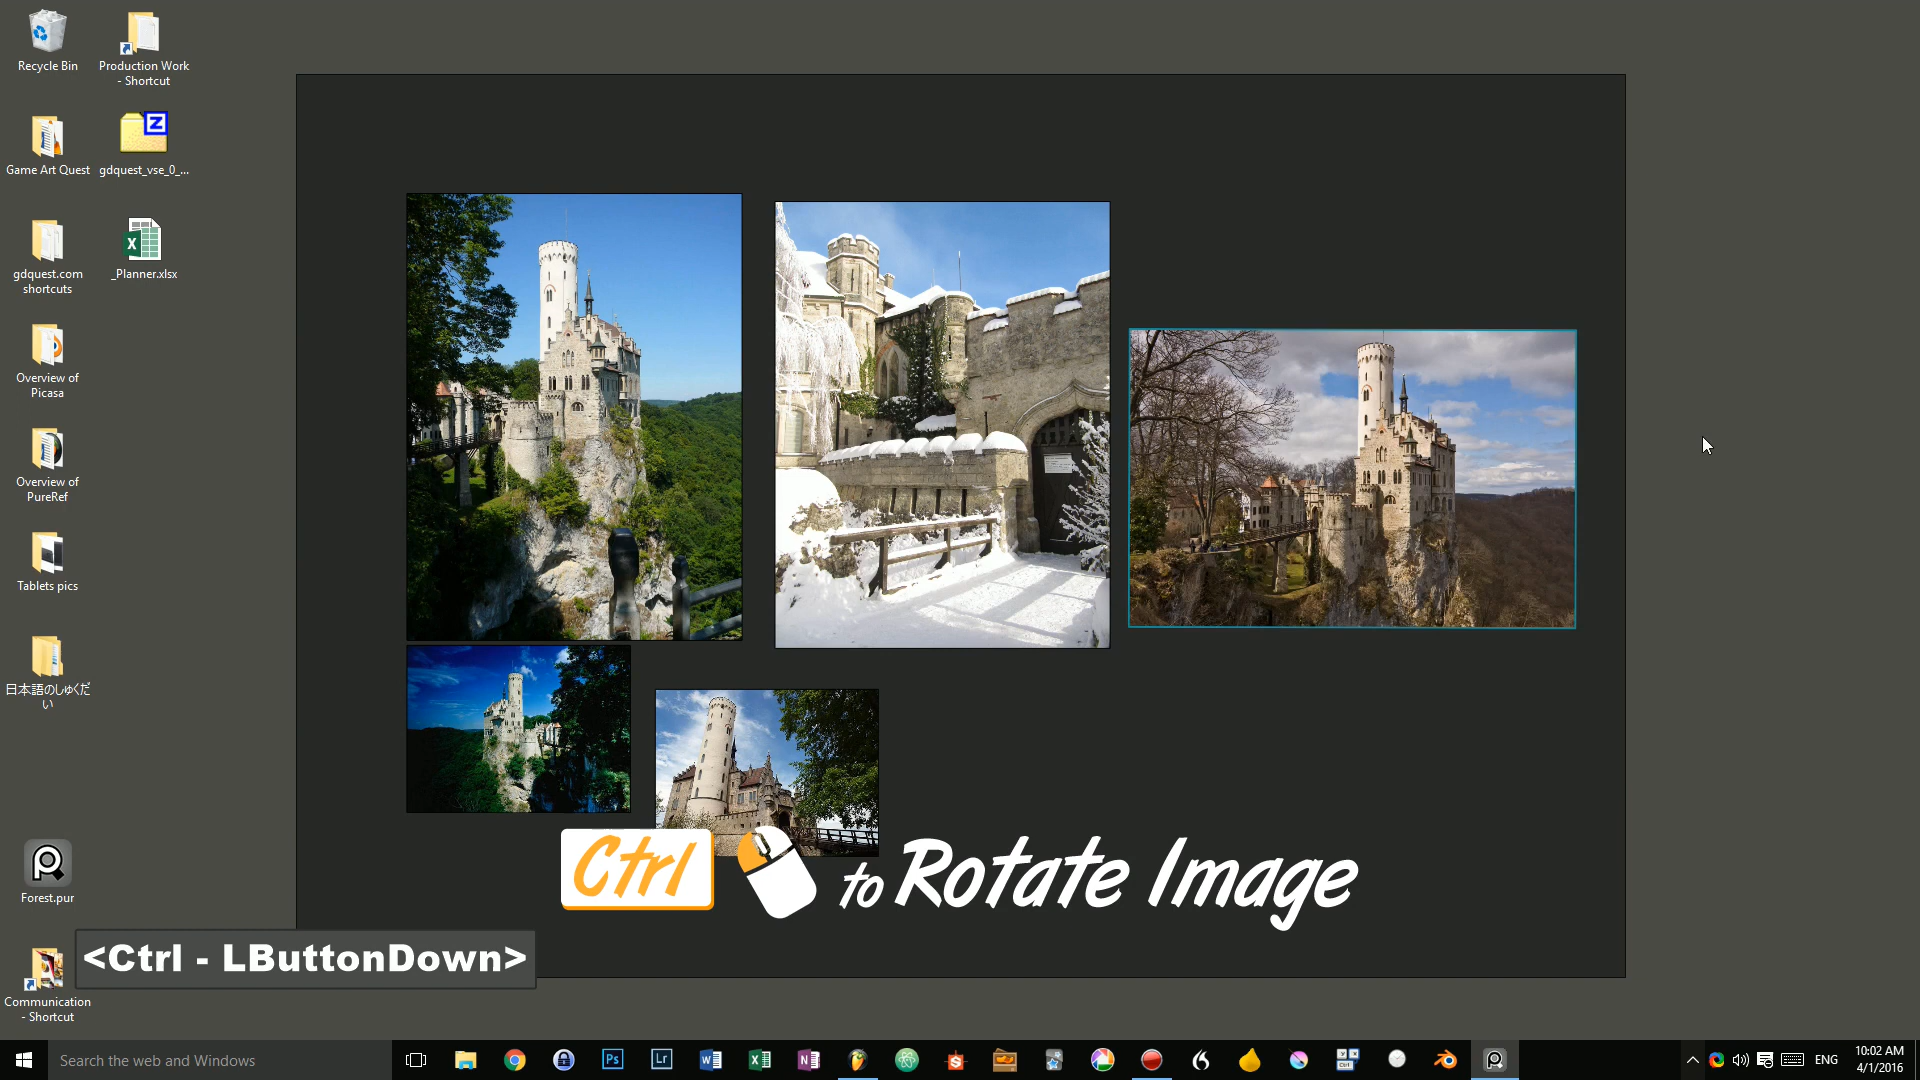 Recycle Bin
Production Work
- Shortcut
Game Art Quest
gdquest_vse_0_...
gdquest.com
shortcuts
_Planner.xlsx
Overview of
Picasa
Overview of
PureRef
Tablets pics
日本語のしゅくだ
い
Forest.pur
Communication
- Shortcut
Ctrl to Rotate Image
<Ctrl - LButtonDown>
Search the web and Windows
ENG
10:02 AM
4/1/2016